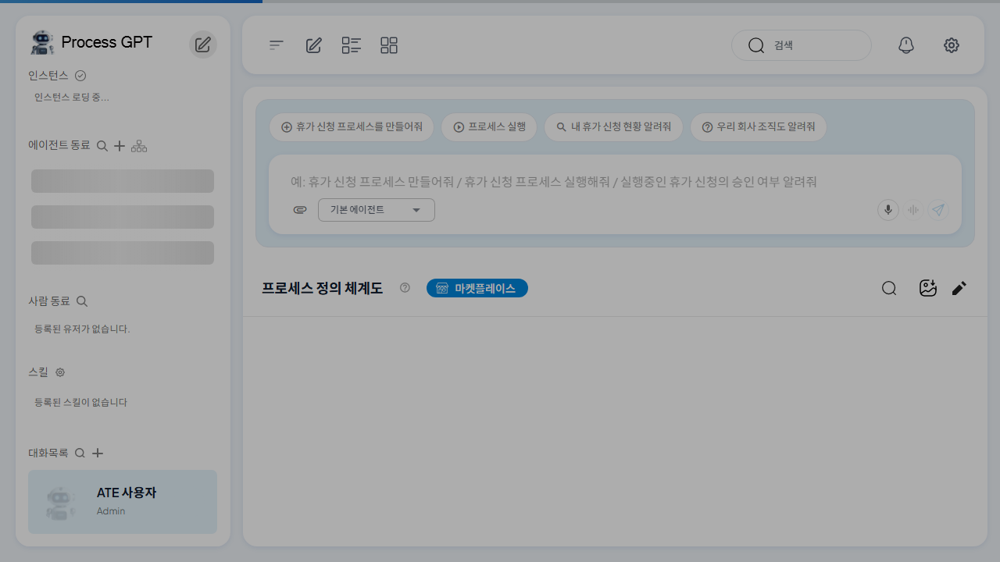 Process GPT
인스턴스
인스턴스 로딩 중...
에이전트 동료
사람 동료
등록된 유저가 없습니다.
스킬
등록된 스킬이 없습니다
대화목록
ATE 사용자
Admin
검색
휴가 신청 프로세스를 만들어줘
프로세스 실행
내 휴가 신청 현황 알려줘
우리 회사 조직도 알려줘
예: 휴가 신청 프로세스 만들어줘 / 휴가 신청 프로세스 실행해줘 / 실행중인 휴가 신청의 승인 여부 알려줘
기본 에이전트
프로세스 정의 체계도
마켓플레이스